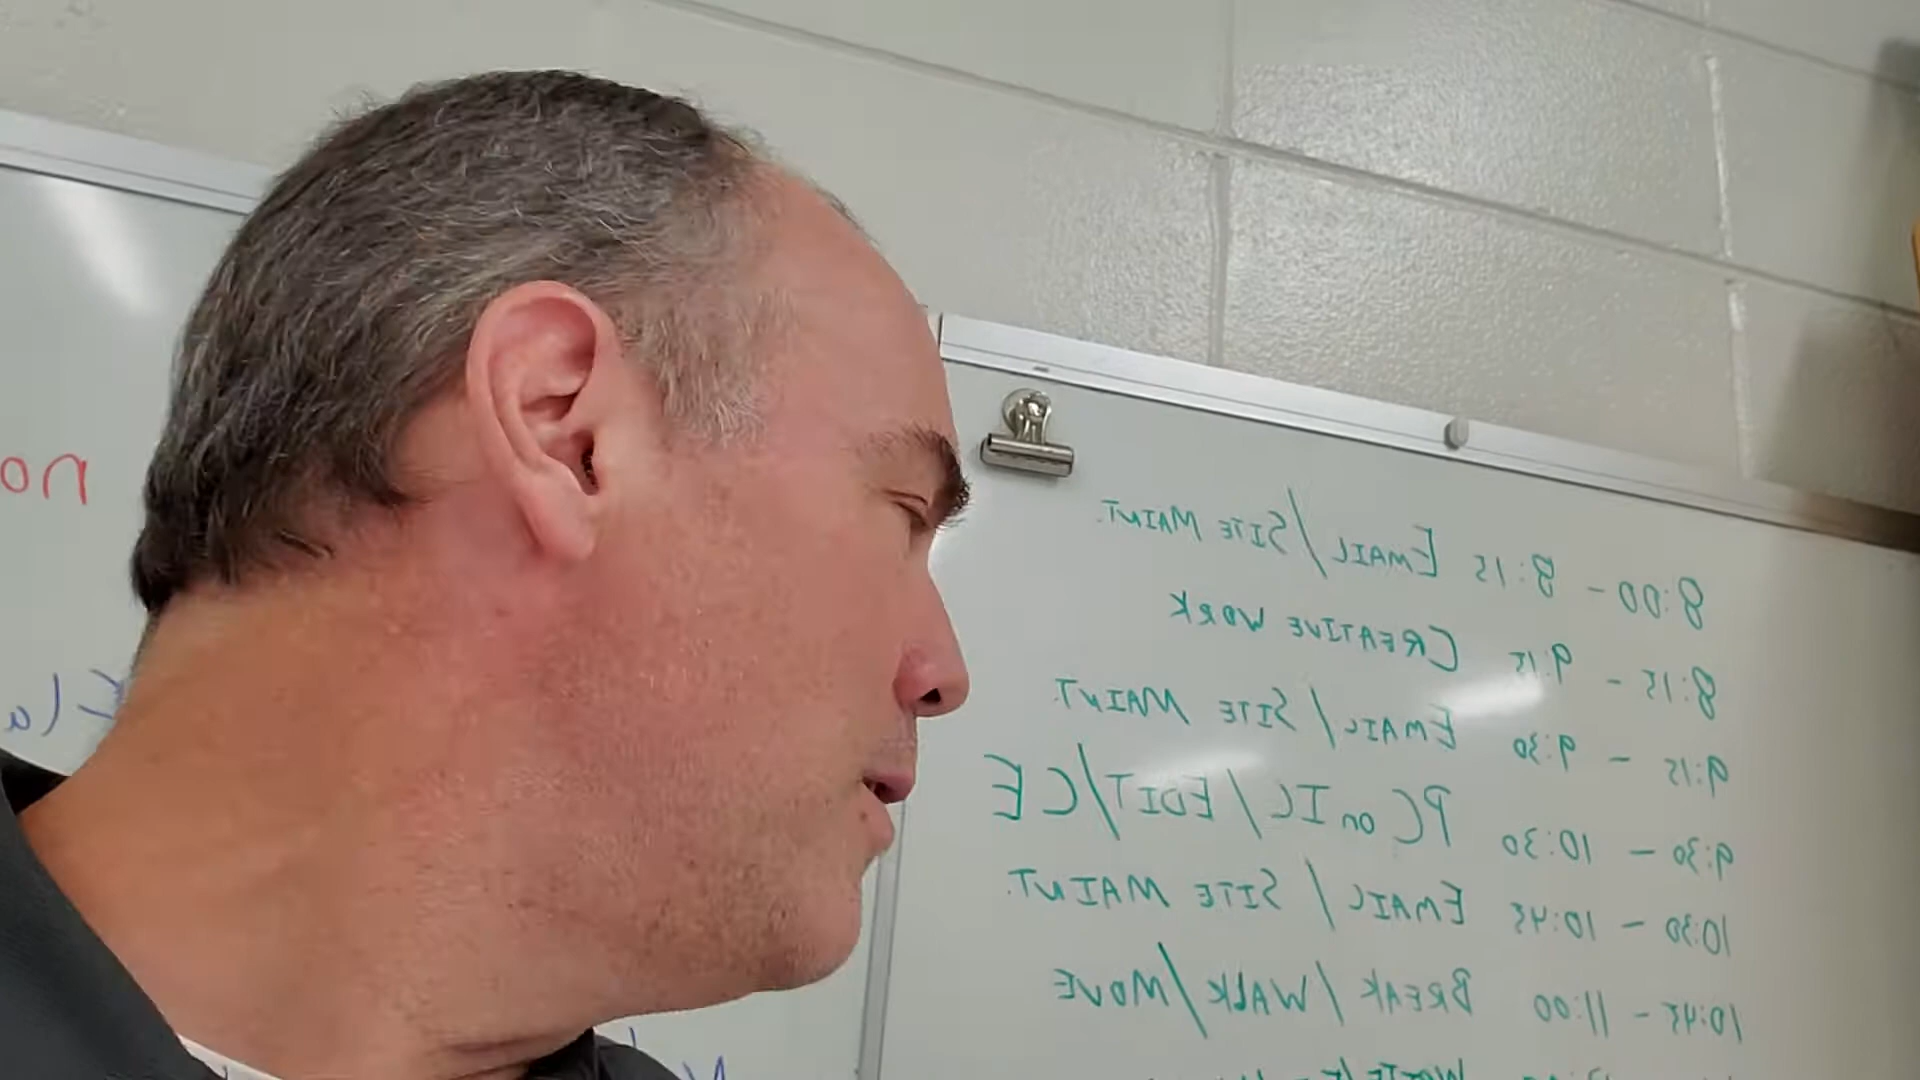 8:00 - 8:15 EMAIL/SITE MAINT.
8:15 - 9:15 CREATIVE WORK
9:15 - 9:30 EMAIL/SITE MAINT.
9:30 - 10:30 PC on IC/EDIT/CE
10:30 - 10:45 EMAIL/SITE MAINT.
10:45 - 11:00 BREAK/WALK/MOVE
no